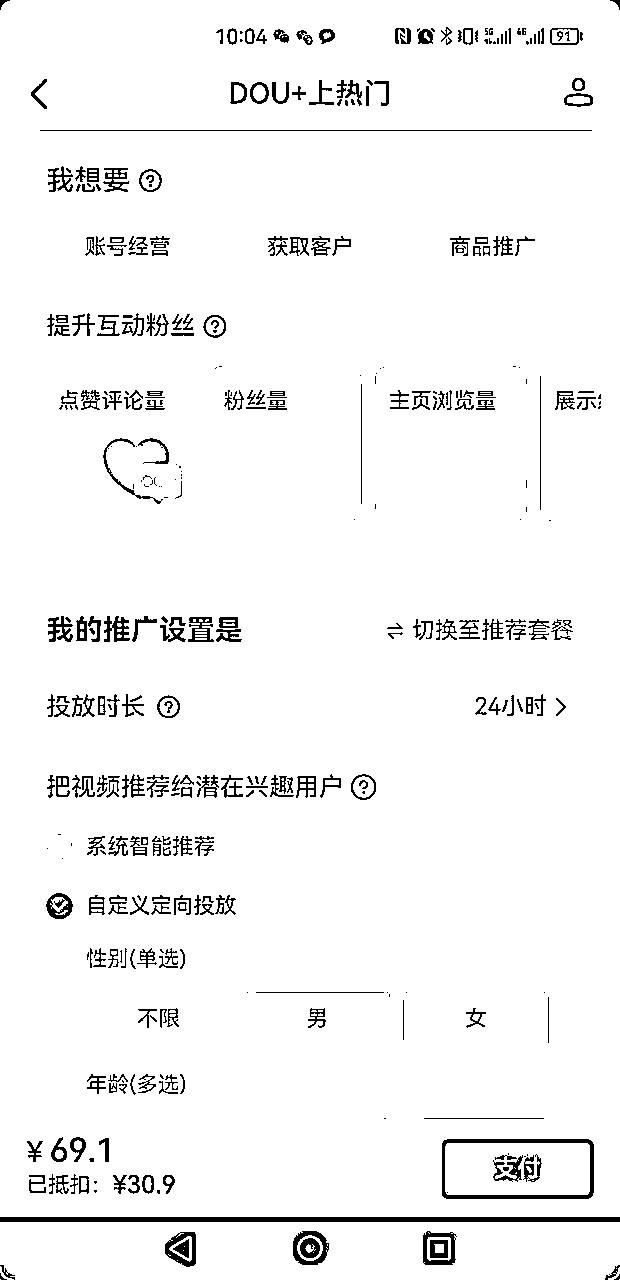 10:04 5G 4G 91
DOU+上热门
我想要 ?
账号经营 获取客户 商品推广
提升互动粉丝 ?
点赞评论量 粉丝量 主页浏览量 展示
我的推广设置是 切换至推荐套餐
投放时长 ? 24小时
把视频推荐给潜在兴趣用户 ?
系统智能推荐
自定义定向投放
性别(单选)
不限 男 女
年龄(多选)
¥69.1
已抵扣：¥30.9 支付